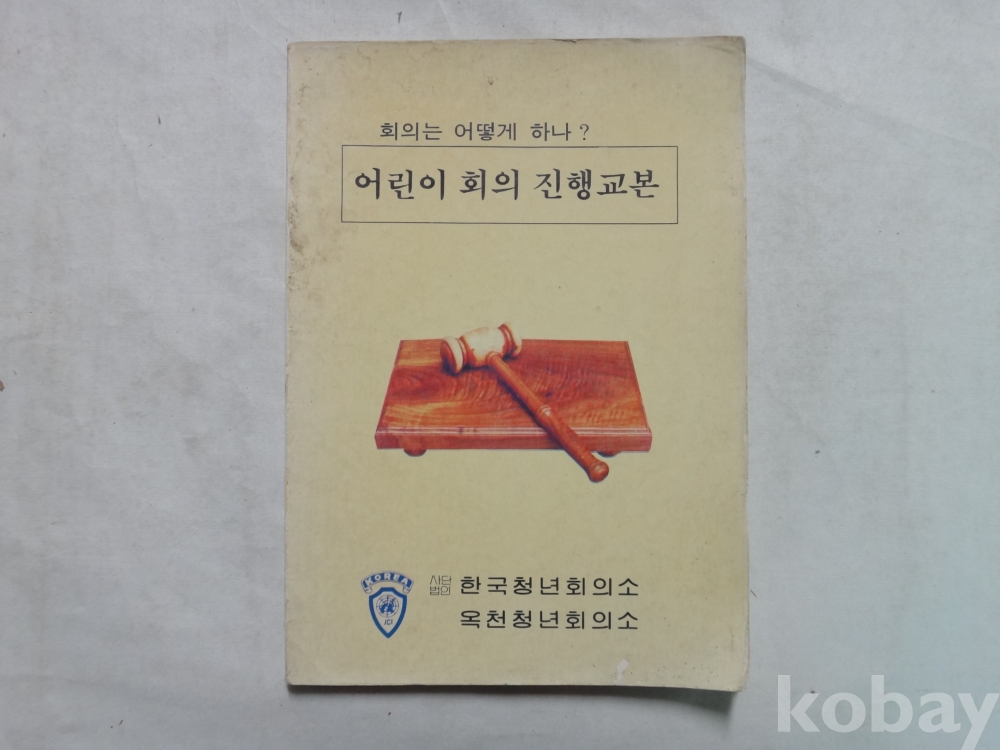 회의는 어떻게 하나?
어린이 회의 진행교본
KOREA
JCI
사단법인 한국청년회의소
옥천청년회의소
kobay